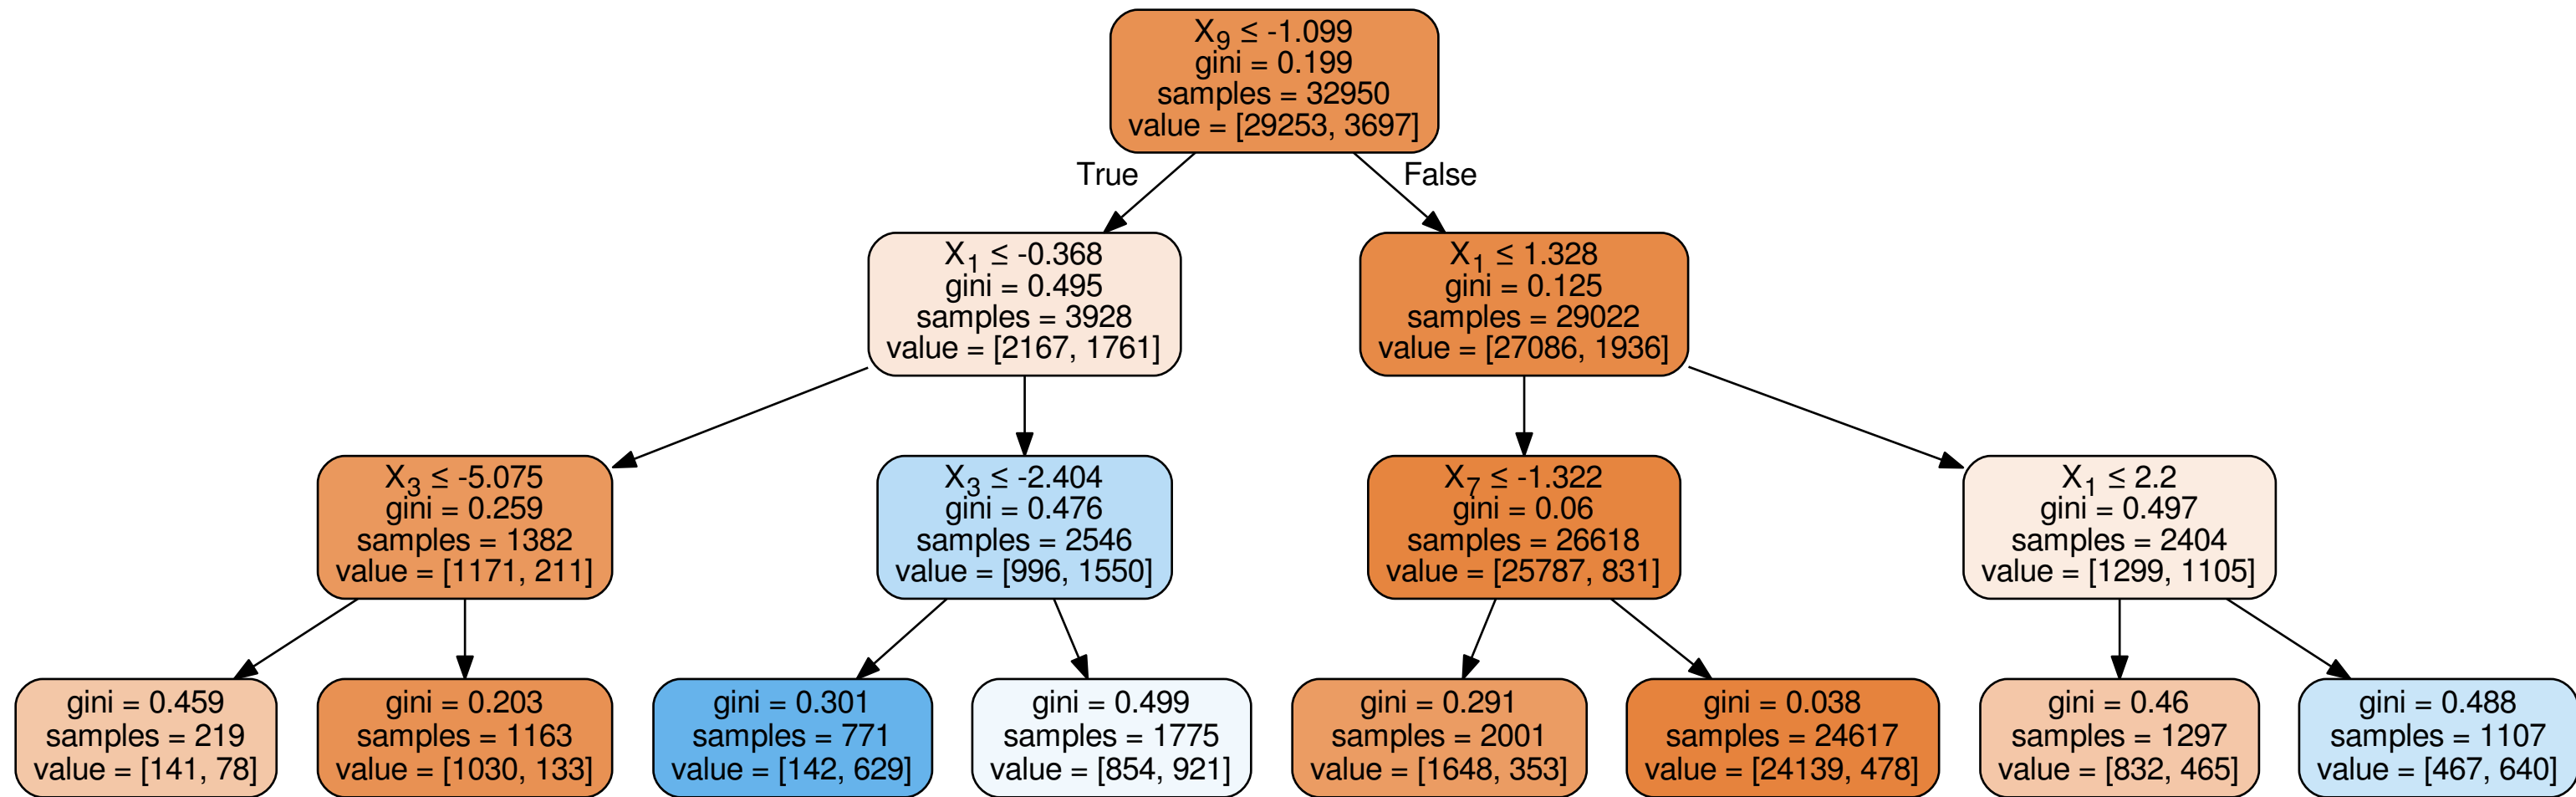 X9 ≤ -1.099
gini = 0.199
samples = 32950
value = [29253, 3697]
True
False
X1 ≤ -0.368
gini = 0.495
samples = 3928
value = [2167, 1761]
X1 ≤ 1.328
gini = 0.125
samples = 29022
value = [27086, 1936]
X3 ≤ -5.075
gini = 0.259
samples = 1382
value = [1171, 211]
X3 ≤ -2.404
gini = 0.476
samples = 2546
value = [996, 1550]
X7 ≤ -1.322
gini = 0.06
samples = 26618
value = [25787, 831]
X1 ≤ 2.2
gini = 0.497
samples = 2404
value = [1299, 1105]
gini = 0.459
samples = 219
value = [141, 78]
gini = 0.203
samples = 1163
value = [1030, 133]
gini = 0.301
samples = 771
value = [142, 629]
gini = 0.499
samples = 1775
value = [854, 921]
gini = 0.291
samples = 2001
value = [1648, 353]
gini = 0.038
samples = 24617
value = [24139, 478]
gini = 0.46
samples = 1297
value = [832, 465]
gini = 0.488
samples = 1107
value = [467, 640]